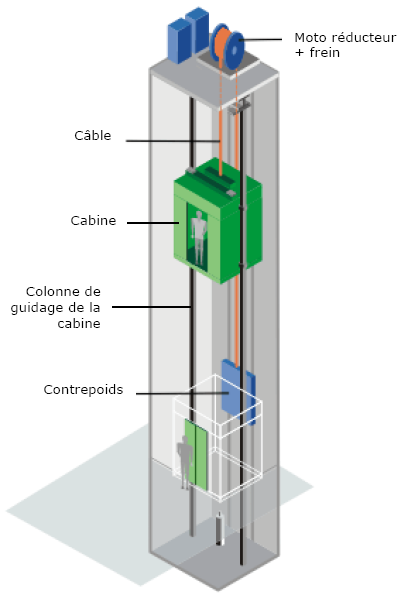 Moto réducteur
+ frein
Câble
Cabine
Colonne de
guidage de la
cabine
Contrepoids